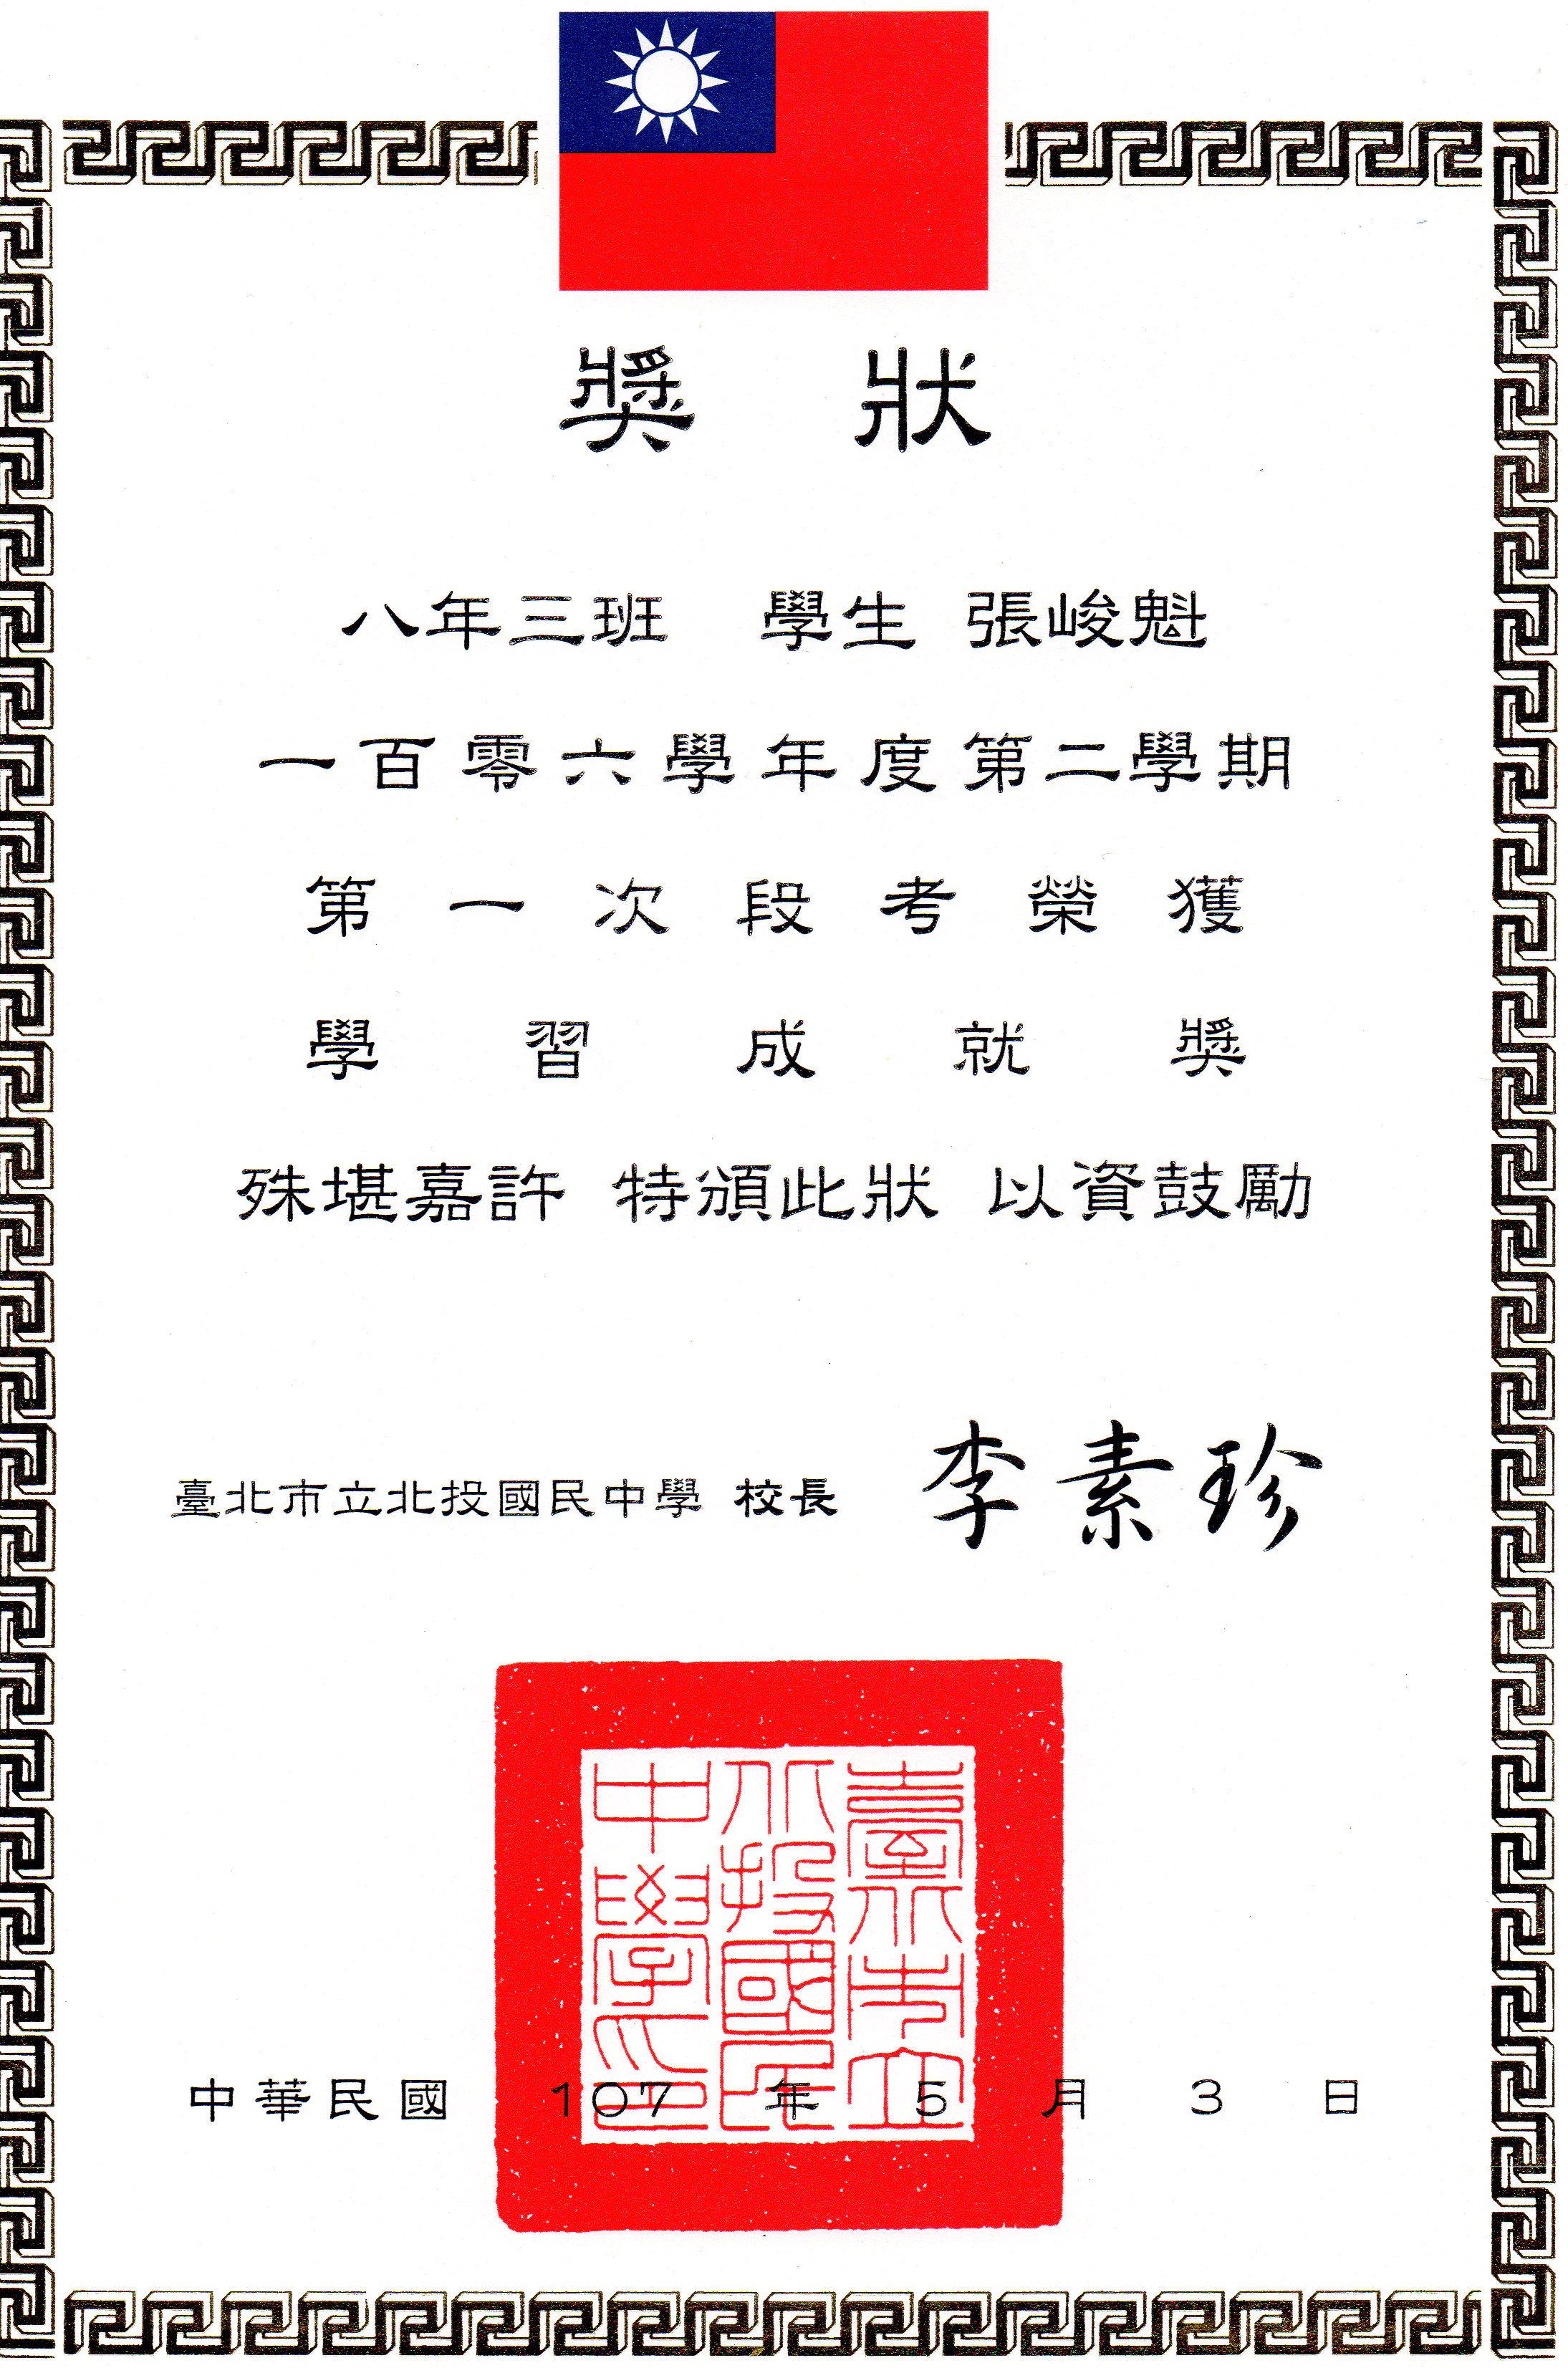 獎狀
八年三班 學生 張峻魁
一百零六學年度第二學期
第一次段考榮獲
學習成就獎
殊堪嘉許 特頒此狀 以資鼓勵
臺北市立北投國民中學 校長 李素珍
臺北市立
北投國民
中學印
中華民國 107 年 5 月 3 日